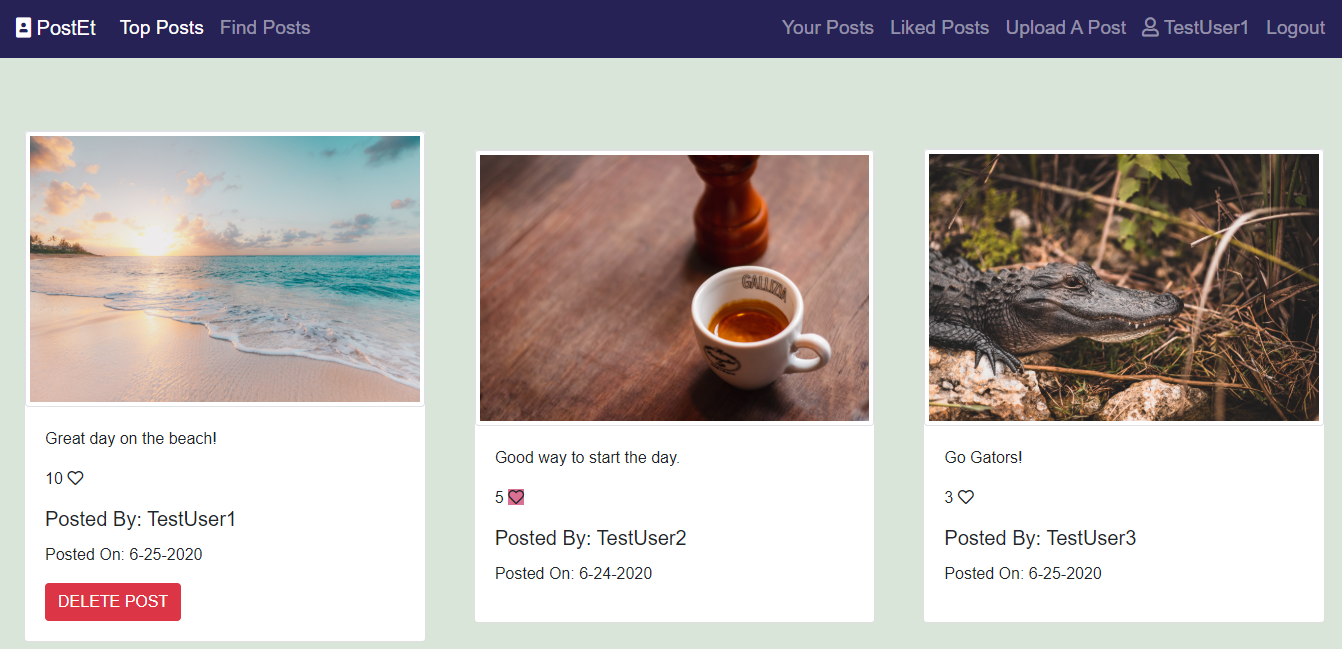 PostEt Top Posts Find Posts Your Posts Liked Posts Upload A Post TestUser1 Logout
GALLIZIA
Great day on the beach!
10
Posted By: TestUser1
Posted On: 6-25-2020
DELETE POST
Good way to start the day.
5
Posted By: TestUser2
Posted On: 6-24-2020
Go Gators!
3
Posted By: TestUser3
Posted On: 6-25-2020